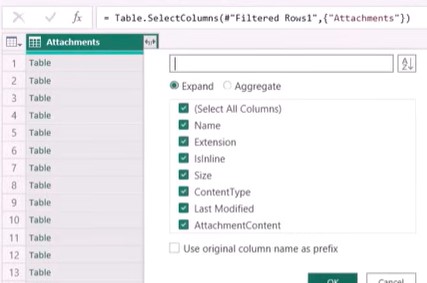 fx = Table.SelectColumns(#"Filtered Rows1",{"Attachments"})
Attachments
1 Table
2 Table
3 Table
4 Table
5 Table
6 Table
7 Table
8 Table
9 Table
10 Table
11 Table
12 Table
13 Table
Expand Aggregate
(Select All Columns)
Name
Extension
IsInline
Size
ContentType
Last Modified
AttachmentContent
Use original column name as prefix
OK Cancel